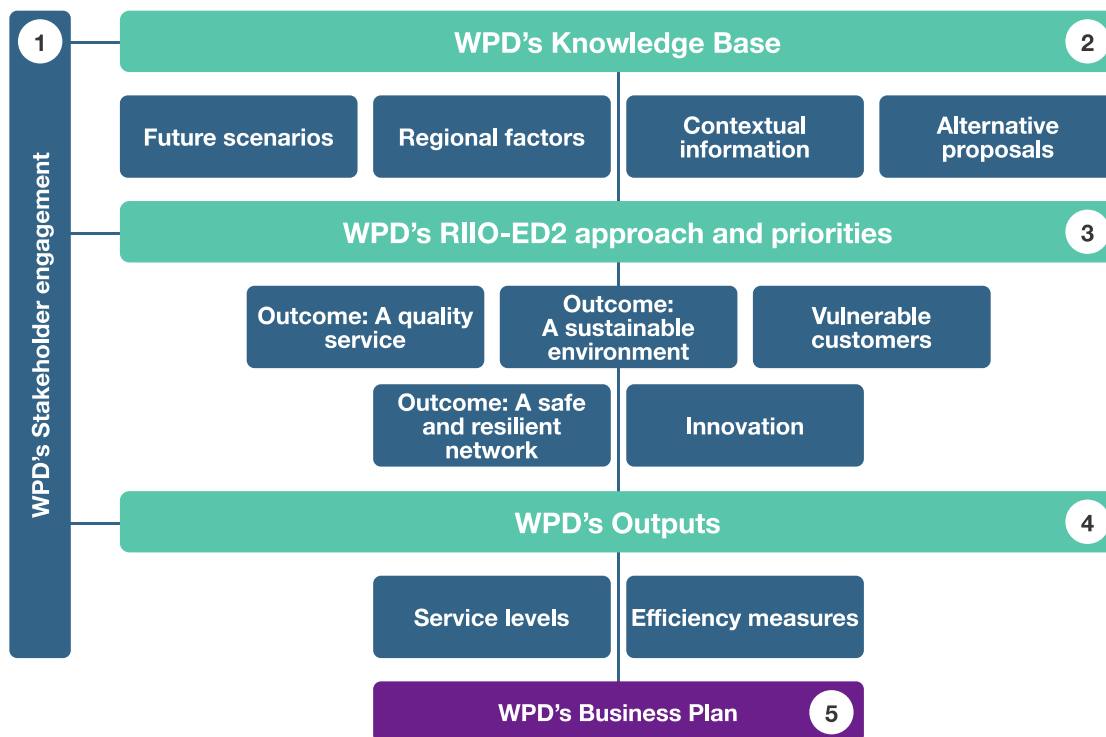 1
WPD's Stakeholder engagement
WPD's Knowledge Base
2
Future scenarios
Regional factors
Contextual
information
Alternative
proposals
WPD's RIIO-ED2 approach and priorities
3
Outcome: A quality
service
Outcome:
A sustainable
environment
Vulnerable
customers
Outcome: A safe
and resilient
network
Innovation
WPD's Outputs
4
Service levels
Efficiency measures
WPD's Business Plan
5